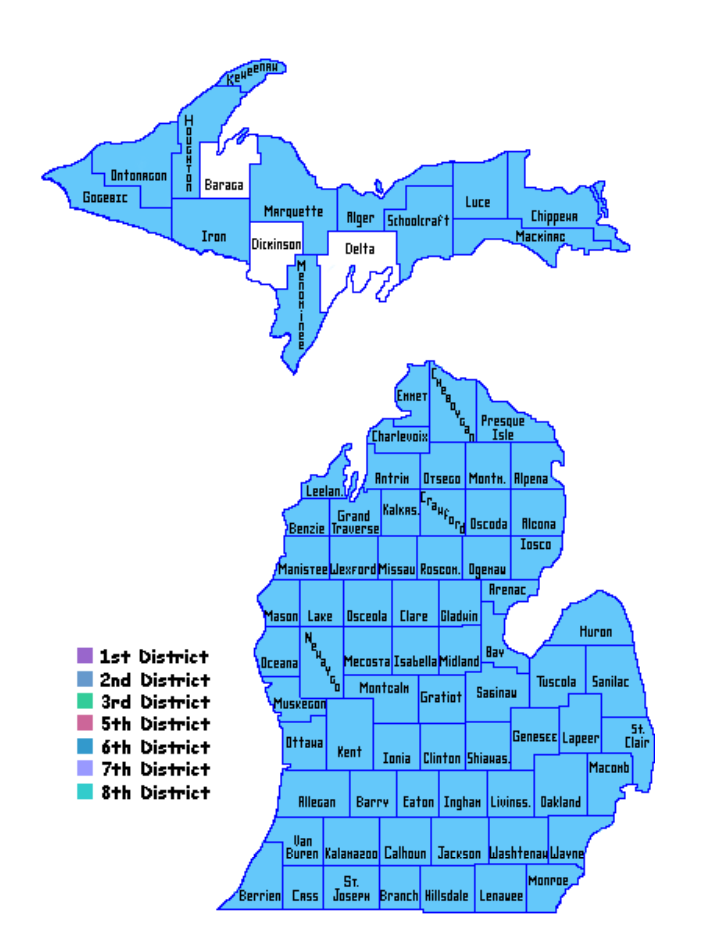 Keweenaw
Houghton
Ontonagon
Baraga
Gogebic
Marquette
Alger
Luce
Schoolcraft
Chippewa
Iron
Dickinson
Delta
Mackinac
Menominee
Emmet
Cheboygan
Presque
Isle
Charlevoix
Antrim
Otsego
Montm.
Alpena
Leelan.
Grand
Traverse
Benzie
Kalkas.
Crawford
Oscoda
Alcona
Iosco
Manistee
Wexford
Missau
Roscom.
Ogemaw
Arenac
Mason
Lake
Osceola
Clare
Gladwin
Huron
Oceana
Newaygo
Mecosta
Isabella
Midland
Bay
Tuscola
Sanilac
Montcalm
Gratiot
Saginaw
Muskegon
Ottawa
Kent
Ionia
Clinton
Shiawas.
Genesee
Lapeer
St.
Clair
Macomb
Allegan
Barry
Eaton
Ingham
Livings.
Oakland
Van
Buren
Kalamazoo
Calhoun
Jackson
Washtenaw
Wayne
Berrien
Cass
St.
Joseph
Branch
Hillsdale
Lenawee
Monroe
1st District
2nd District
3rd District
5th District
6th District
7th District
8th District